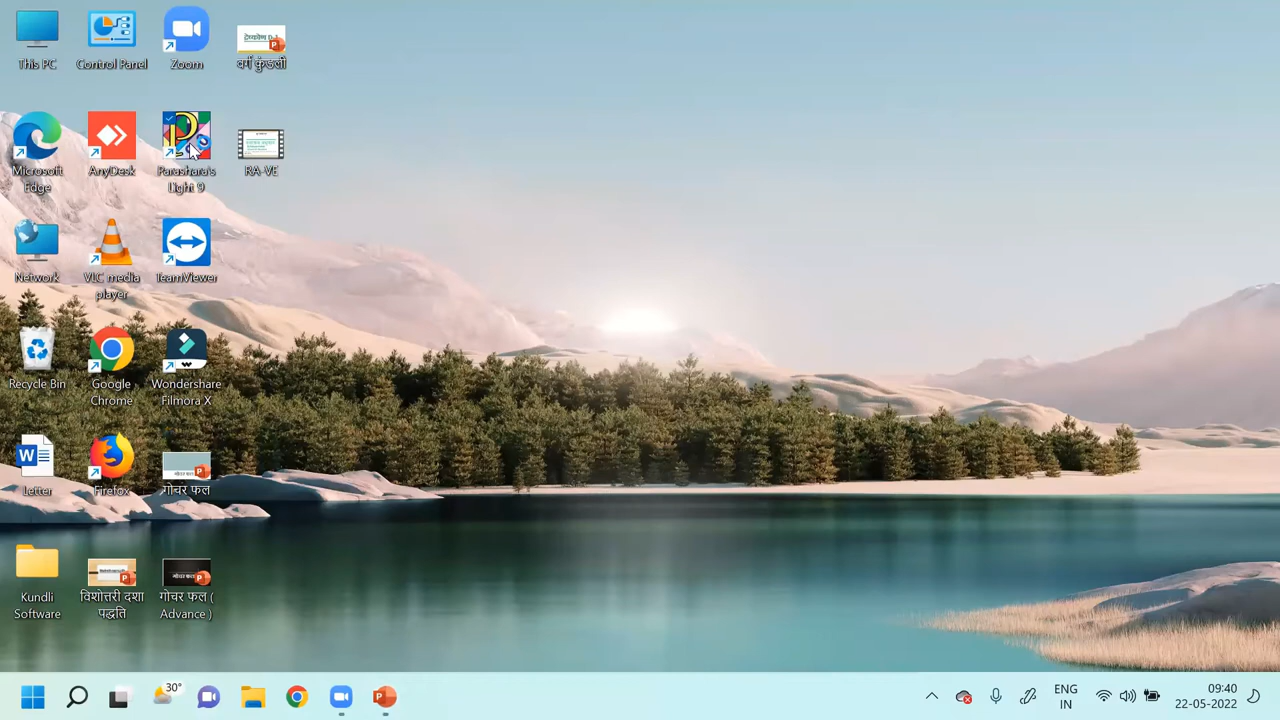 This PC
Control Panel
Zoom
वर्ग कुंडली
Microsoft
Edge
AnyDesk
Parashara's
Light 9
RA-VE
Network
VLC media
player
TeamViewer
Recycle Bin
Google
Chrome
Wondershare
Filmora X
Letter
Firefox
गोचर फल
Kundli
Software
विशोत्तरी दशा
पद्धति
गोचर फल (
Advance )
30°
ENG
IN
09:40
22-05-2022